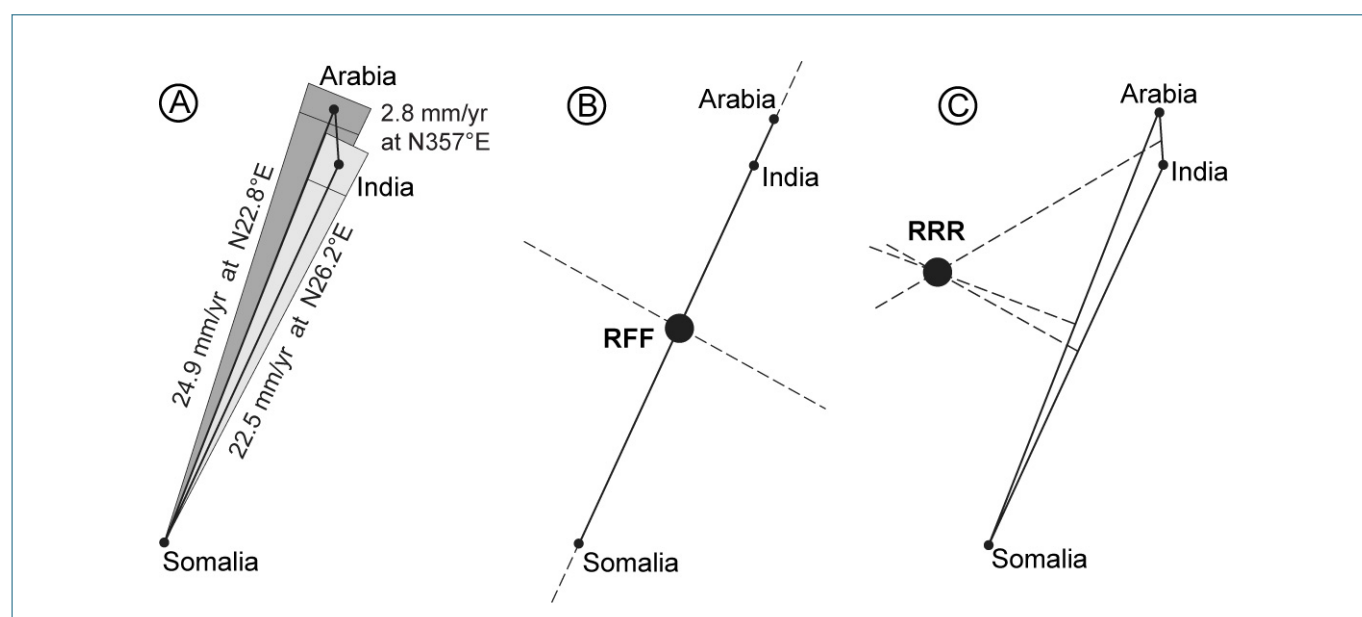 A
Arabia
2.8 mm/yr
at N357°E
India
24.9 mm/yr at N22.8°E
22.5 mm/yr at N26.2°E
Somalia
B
Arabia
India
RFF
Somalia
C
Arabia
India
RRR
Somalia